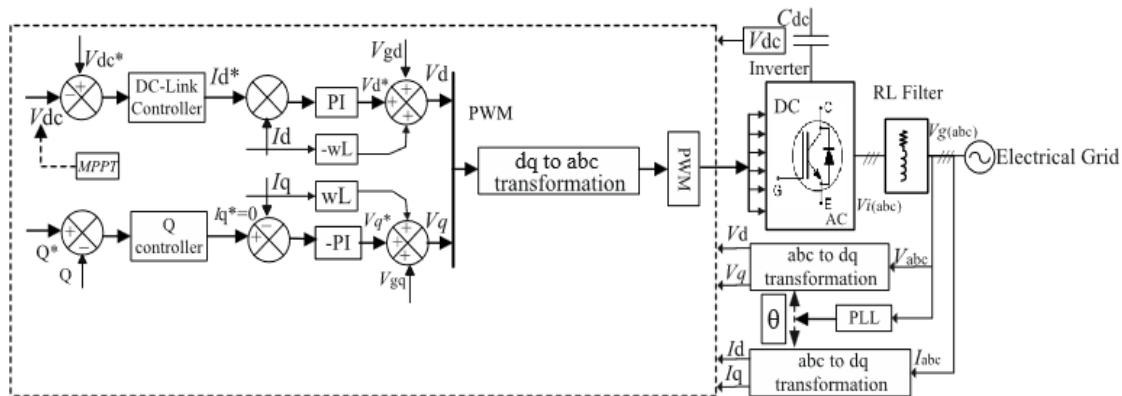 Cdc
Vdc
Inverter
Vdc*
+
−
Vdc
DC-Link
Controller
Id*
Id
PI
Vd*
Vgd
+
+
+
Vd
-wL
MPPT
Iq
wL
Q*
Q
−
Q
controller
Iq*=0
+
−
-PI
Vq*
+
+
+
Vq
Vgq
PWM
dq to abc
transformation
PWM
DC
C
G
E
AC
RL Filter
Vg(abc)
Vi(abc)
Electrical Grid
Vd
Vq
abc to dq
transformation
Vabc
θ
PLL
Id
Iq
abc to dq
transformation
Iabc